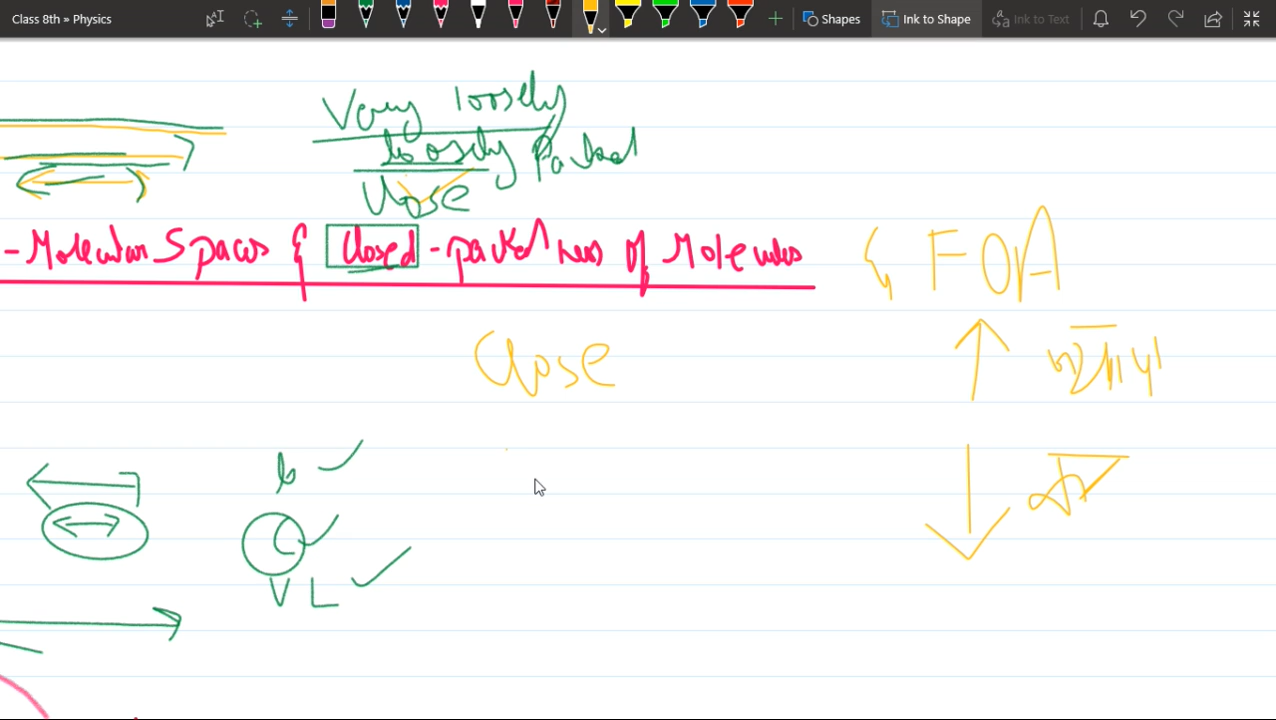 Class 8th » Physics
Shapes
Ink to Shape
Ink to Text
Very loosely
loosely Packed
Close
-Molecular Spaces & Closed-packedness of Molecules
& FOA
Close
L
C
VL